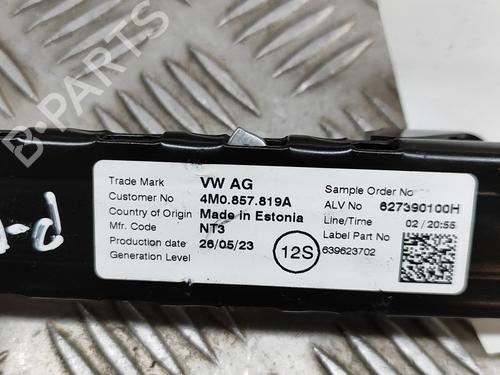 B-PARTS
Trade Mark VW AG
Customer No 4M0.857.819A
Country of Origin Made in Estonia
Mfr. Code NT3
Production date 26/05/23
Generation Level
12S
Sample Order No
ALV No 627390100H
Line/Time 02 / 20:55
Label Part No
639623702